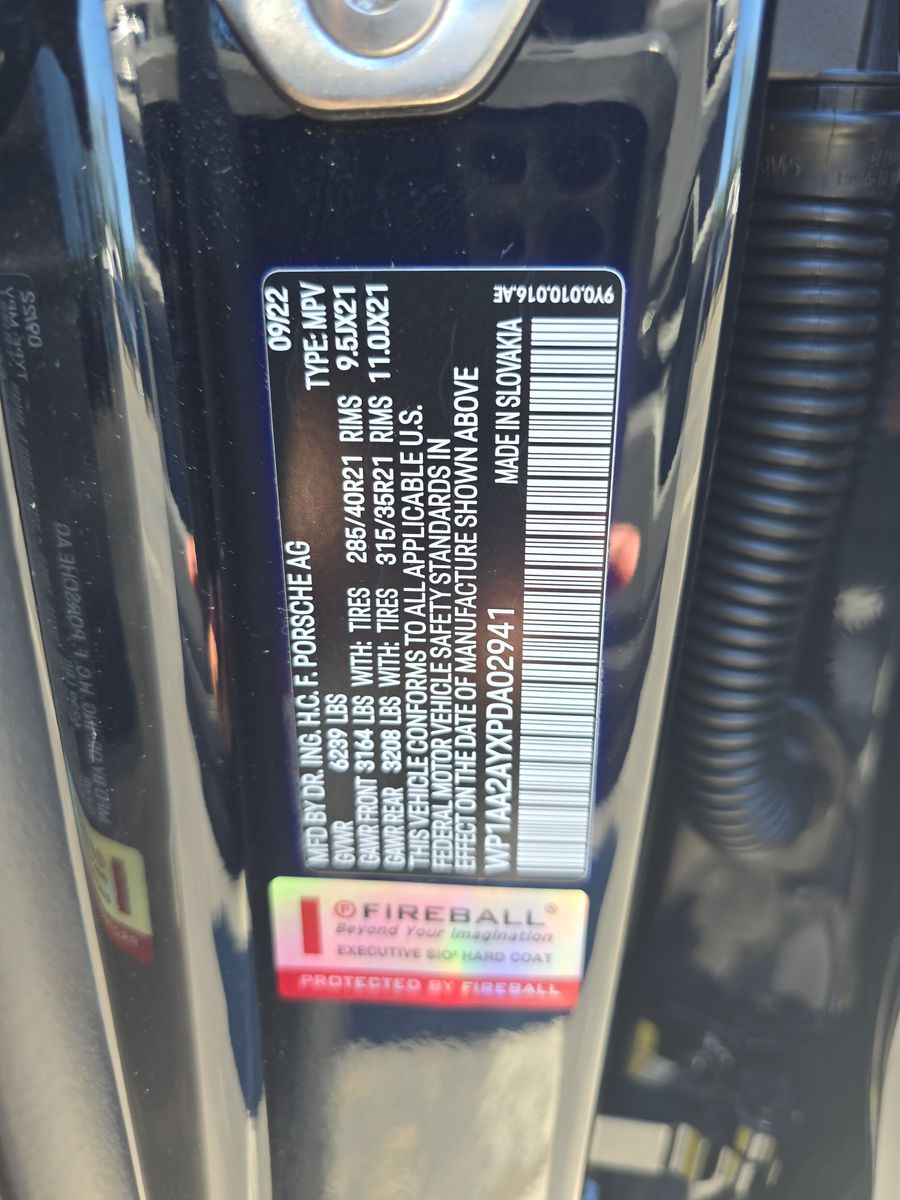 09/22
MFD BY DR. ING. H.C. F. PORSCHE AG TYPE: MPV
GVWR 6239 LBS
GAWR FRONT 3164 LBS WITH: TIRES 285/40R21 RIMS 9.5JX21
GAWR REAR 3208 LBS WITH: TIRES 315/35R21 RIMS 11.0JX21
THIS VEHICLE CONFORMS TO ALL APPLICABLE U.S.
FEDERAL MOTOR VEHICLE SAFETY STANDARDS IN
EFFECT ON THE DATE OF MANUFACTURE SHOWN ABOVE
WP1AA2AYXPDA02941 MADE IN SLOVAKIA
9Y0.010.016.AE
FIREBALL®
Beyond Your Imagination
EXECUTIVE SIO² HARD COAT
PROTECTED BY FIREBALL